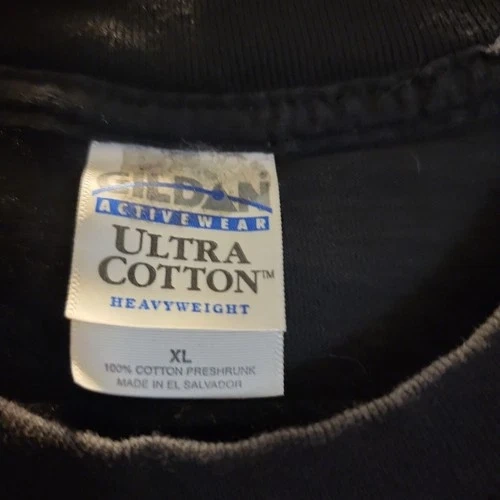 GILDAN
ACTIVEWEAR
ULTRA
COTTON™
HEAVYWEIGHT
XL
100% COTTON PRESHRUNK
MADE IN EL SALVADOR